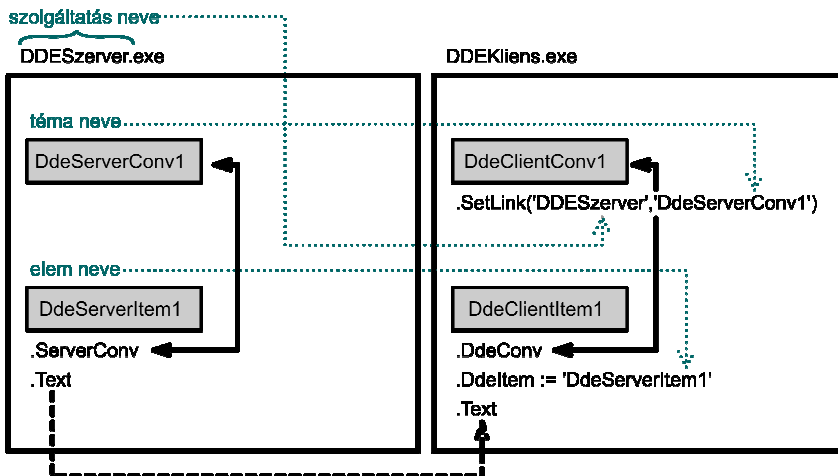 szolgáltatás neve
DDESzerver.exe
téma neve
DdeServerConv1
elem neve
DdeServerItem1
.ServerConv
.Text
DDEKliens.exe
DdeClientConv1
.SetLink('DDESzerver','DdeServerConv1')
DdeClientItem1
.DdeConv
.DdeItem := 'DdeServerItem1'
.Text